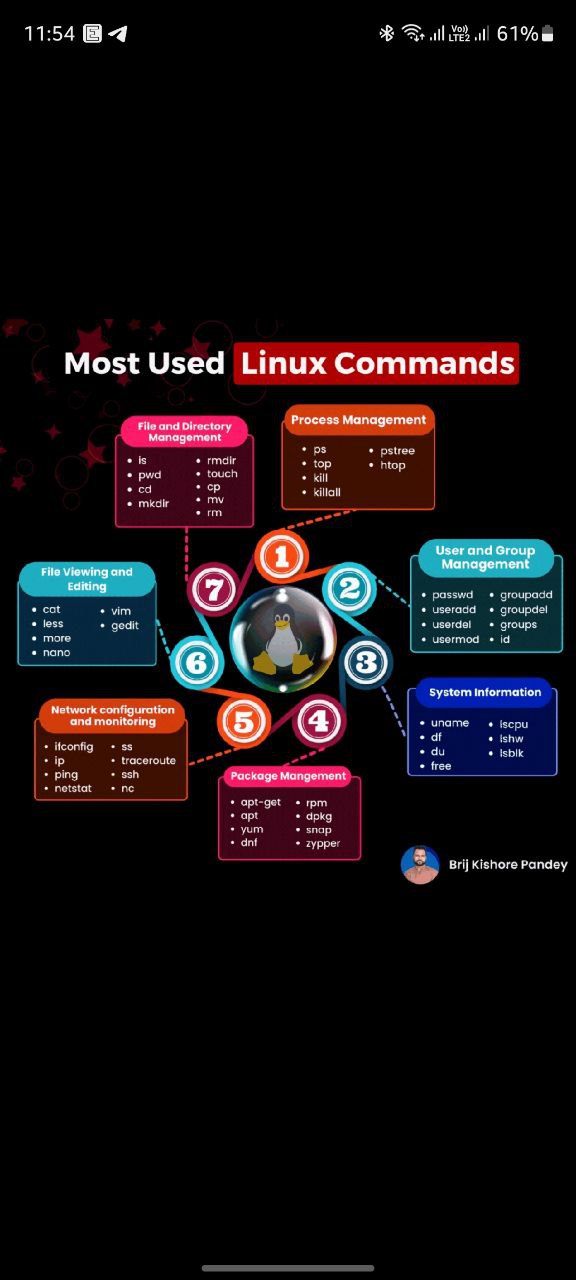 11:54
Vo))
LTE2
61%
Most Used Linux Commands
File and Directory
Management
ls
pwd
cd
mkdir
rmdir
touch
cp
mv
rm
Process Management
ps
top
kill
killall
pstree
htop
User and Group
Management
passwd
useradd
userdel
usermod
groupadd
groupdel
groups
id
File Viewing and
Editing
cat
less
more
nano
vim
gedit
1
2
3
4
5
6
7
System Information
uname
df
du
free
lscpu
lshw
lsblk
Network configuration
and monitoring
ifconfig
ip
ping
netstat
ss
traceroute
ssh
nc
Package Mangement
apt-get
apt
yum
dnf
rpm
dpkg
snap
zypper
Brij Kishore Pandey